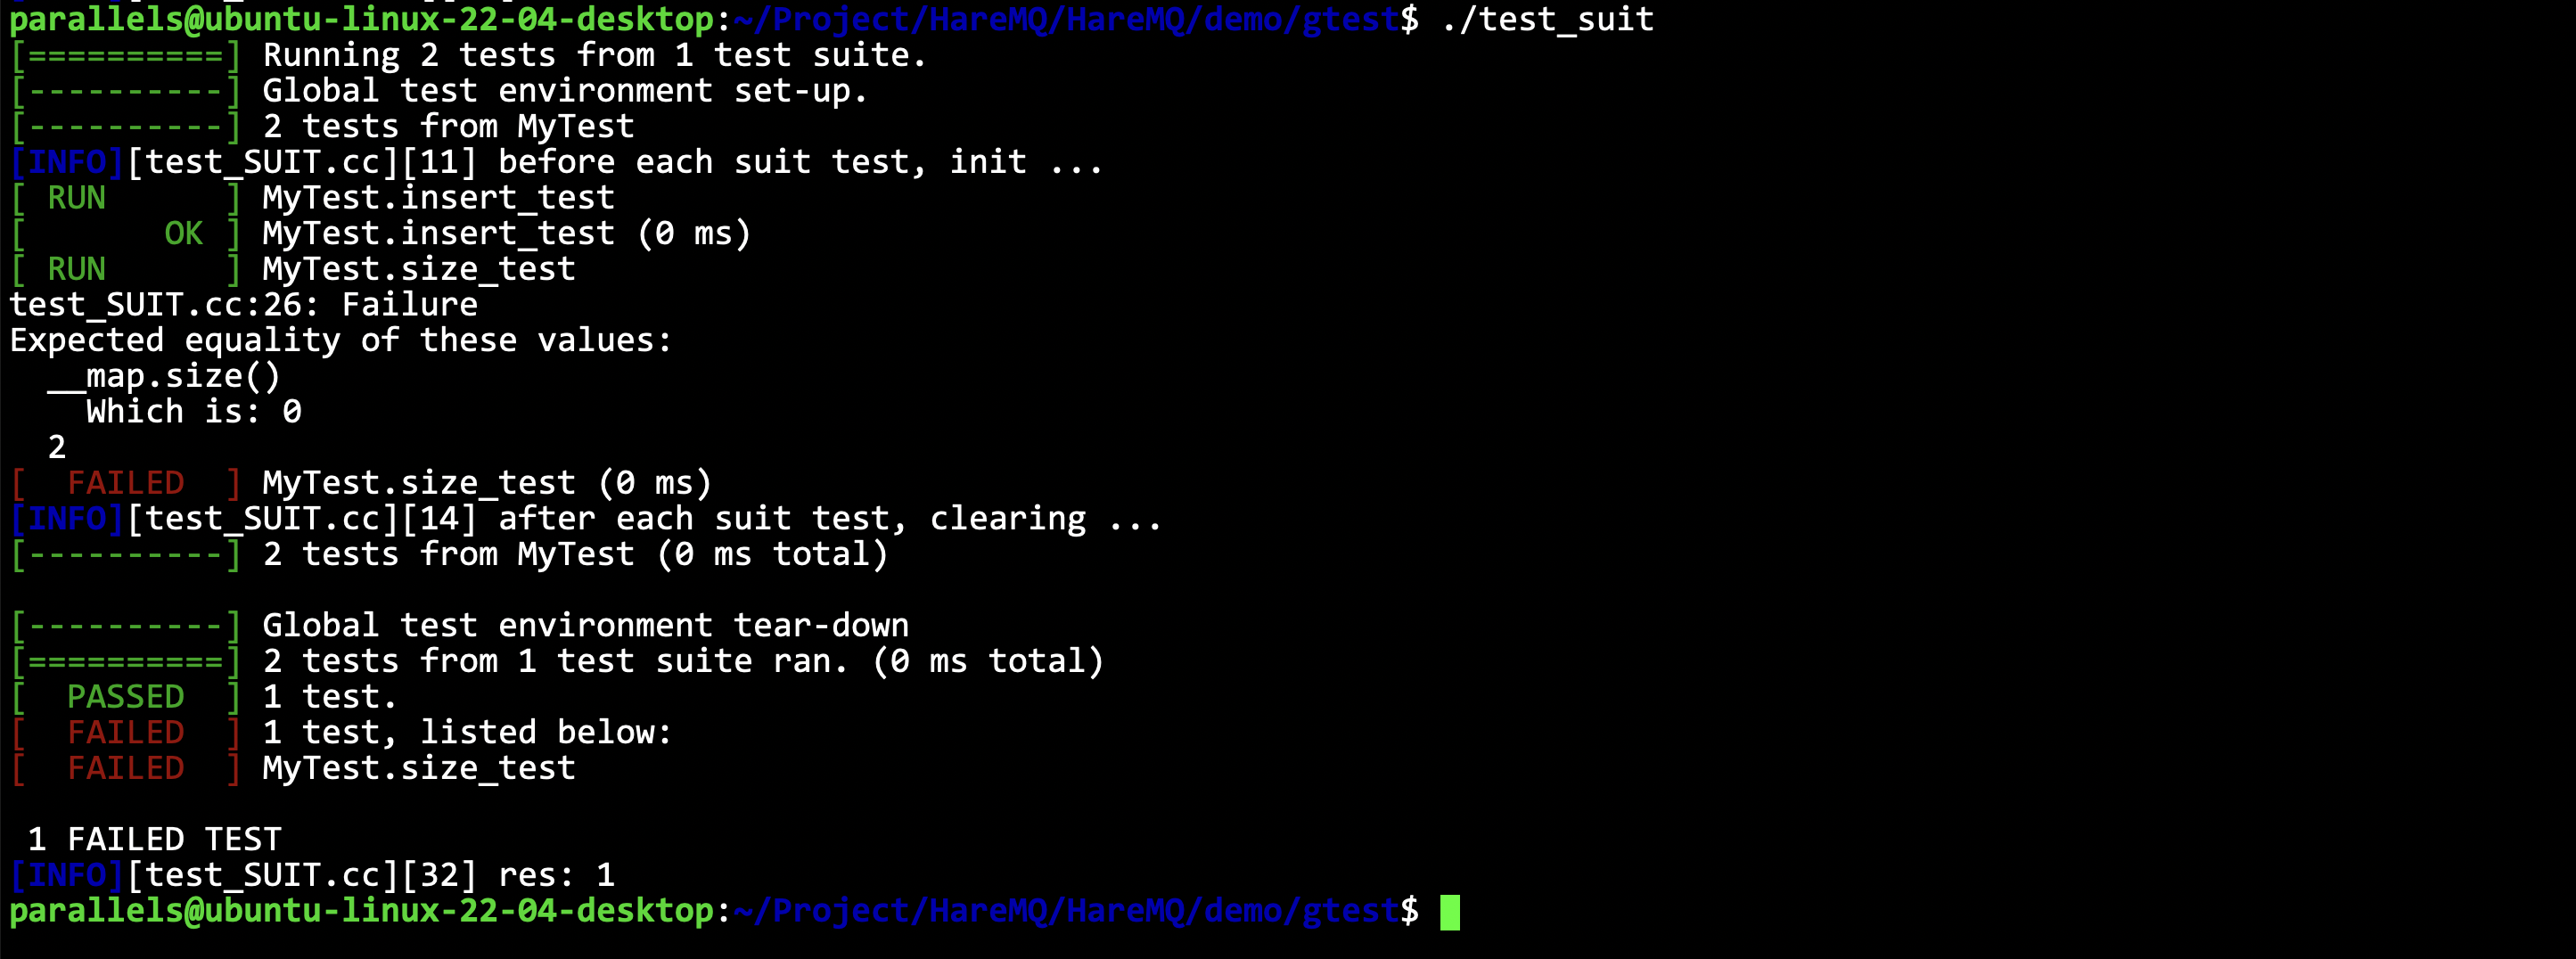 parallels@ubuntu-linux-22-04-desktop:~/Project/HareMQ/HareMQ/demo/gtest$ ./test_suit
[==========] Running 2 tests from 1 test suite.
[----------] Global test environment set-up.
[----------] 2 tests from MyTest
[INFO][test_SUIT.cc][11] before each suit test, init ...
[ RUN      ] MyTest.insert_test
[       OK ] MyTest.insert_test (0 ms)
[ RUN      ] MyTest.size_test
test_SUIT.cc:26: Failure
Expected equality of these values:
  __map.size()
    Which is: 0
  2
[  FAILED  ] MyTest.size_test (0 ms)
[INFO][test_SUIT.cc][14] after each suit test, clearing ...
[----------] 2 tests from MyTest (0 ms total)

[----------] Global test environment tear-down
[==========] 2 tests from 1 test suite ran. (0 ms total)
[  PASSED  ] 1 test.
[  FAILED  ] 1 test, listed below:
[  FAILED  ] MyTest.size_test

 1 FAILED TEST
[INFO][test_SUIT.cc][32] res: 1
parallels@ubuntu-linux-22-04-desktop:~/Project/HareMQ/HareMQ/demo/gtest$